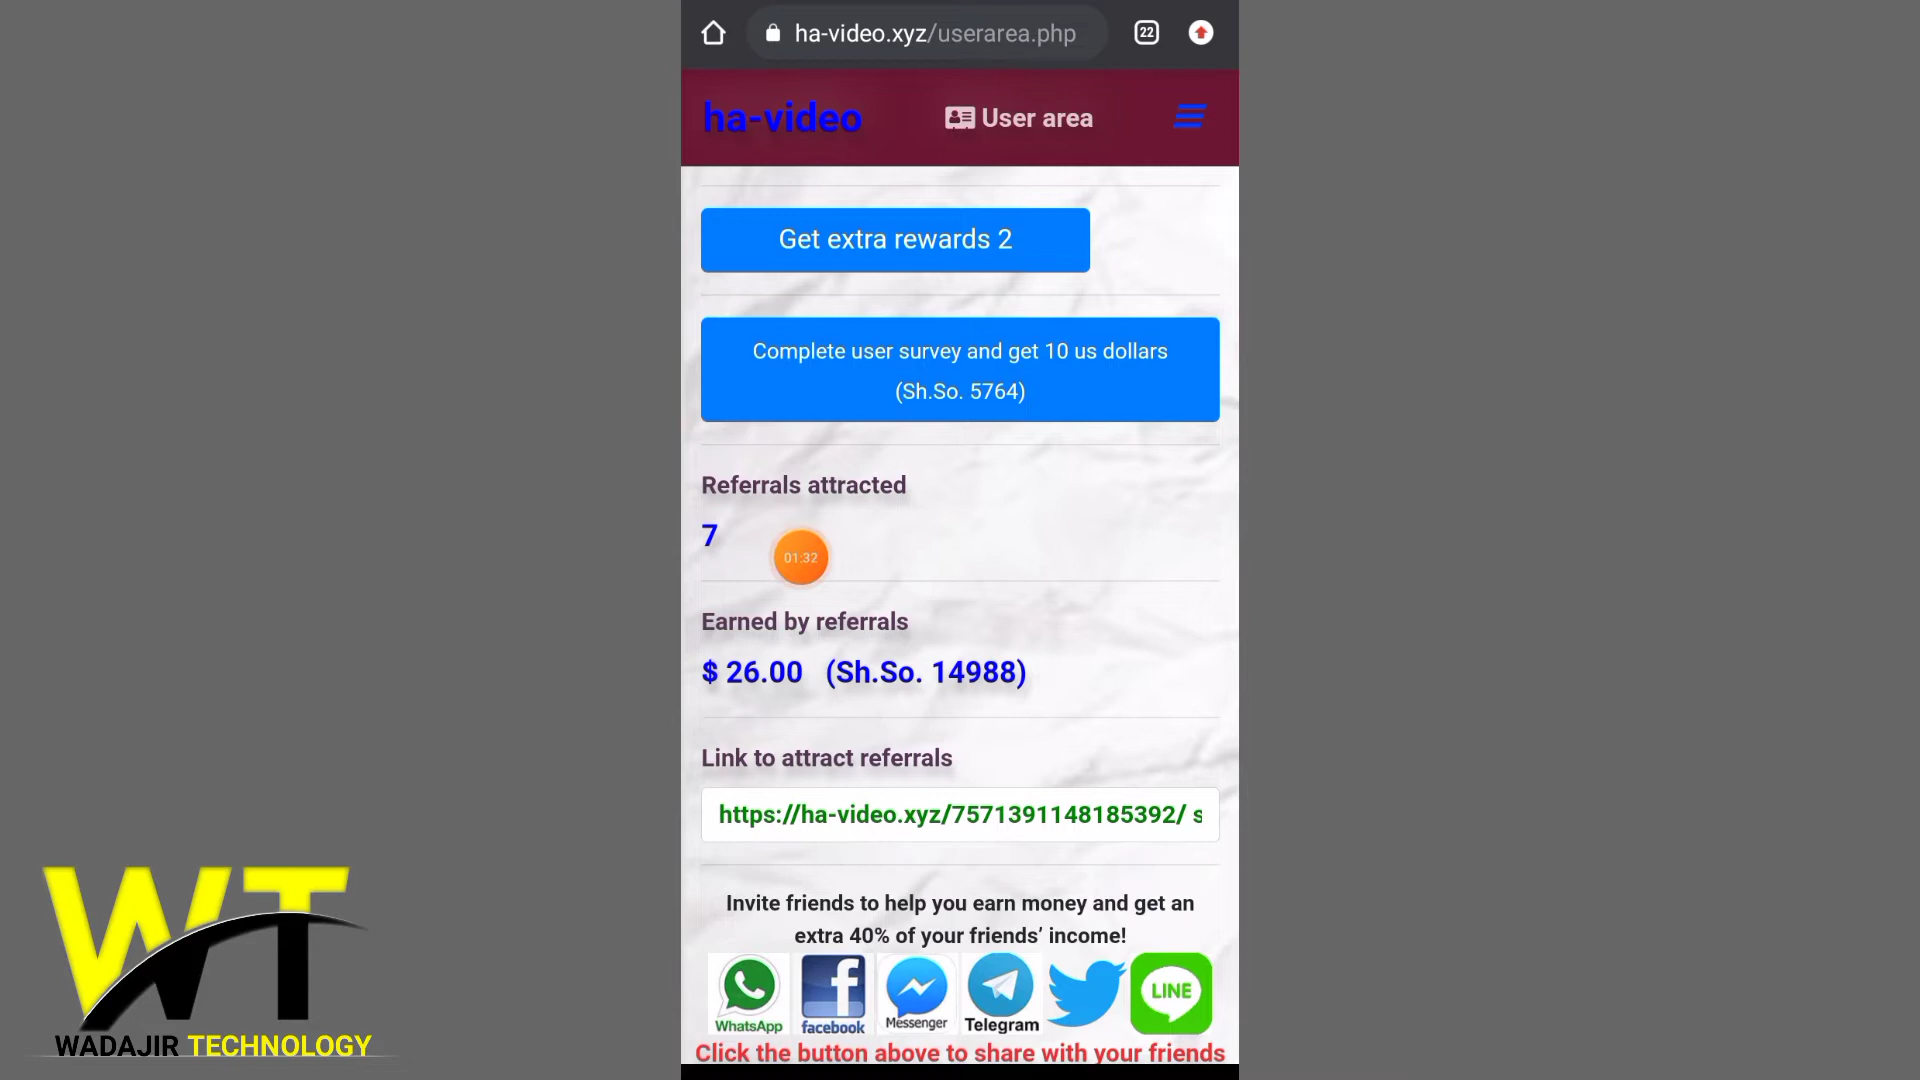 ha-video.xyz/userarea.php
22
ha-video
User area
Get extra rewards 2
Complete user survey and get 10 us dollars
(Sh.So. 5764)
Referrals attracted
7
01:32
Earned by referrals
$ 26.00 (Sh.So. 14988)
Link to attract referrals
https://ha-video.xyz/7571391148185392/ s
Invite friends to help you earn money and get an
extra 40% of your friends’ income!
WhatsApp
facebook
Messenger
Telegram
LINE
Click the button above to share with your friends
WT
WADAJIR TECHNOLOGY